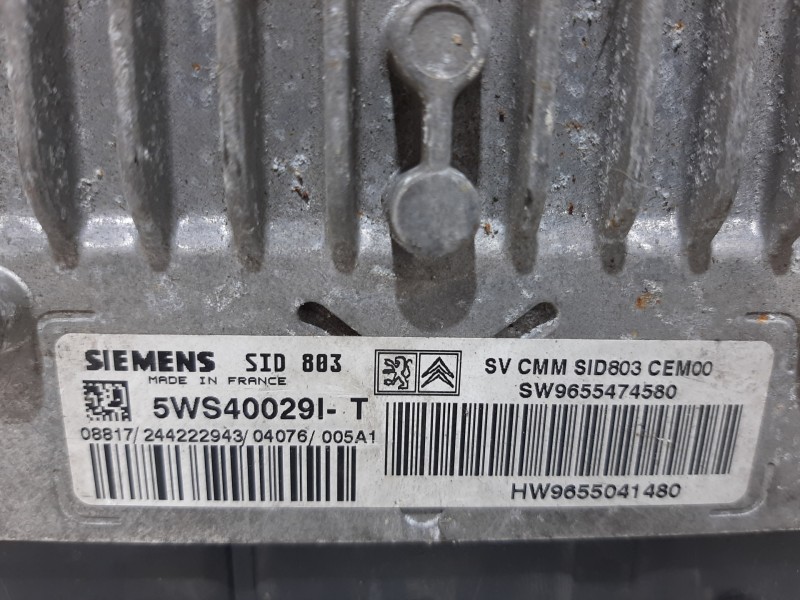 SIEMENS SID 803
MADE IN FRANCE
5WS40029I- T
08817/244222943/04076/005A1
SV CMM SID803 CEM00
SW9655474580
HW9655041480